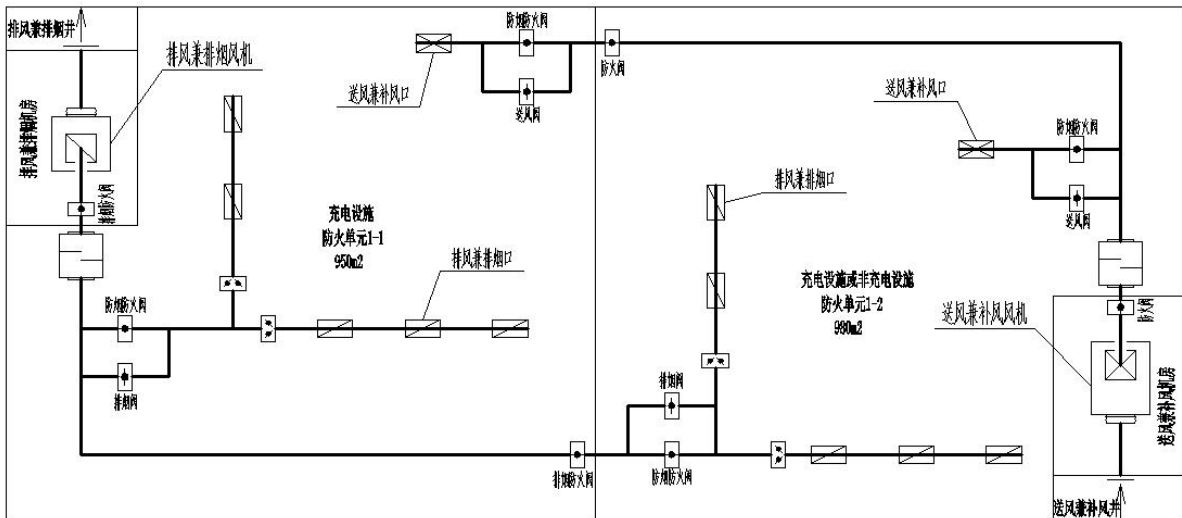 排风兼排烟井
排风兼排烟风机
防烟防火阀
防火阀
送风兼补风口
送风阀
排风兼排烟机房
排烟防火阀
送风兼补风口
防烟防火阀
送风阀
排风兼排烟口
充电设施
防火单元1-1
950m2
排风兼排烟口
充电设施或非充电设施
防火单元1-2
980m2
防烟防火阀
排烟阀
送风兼补风风机
防火阀
送风兼补风机房
排烟阀
排烟防火阀
防烟防火阀
送风兼补风井